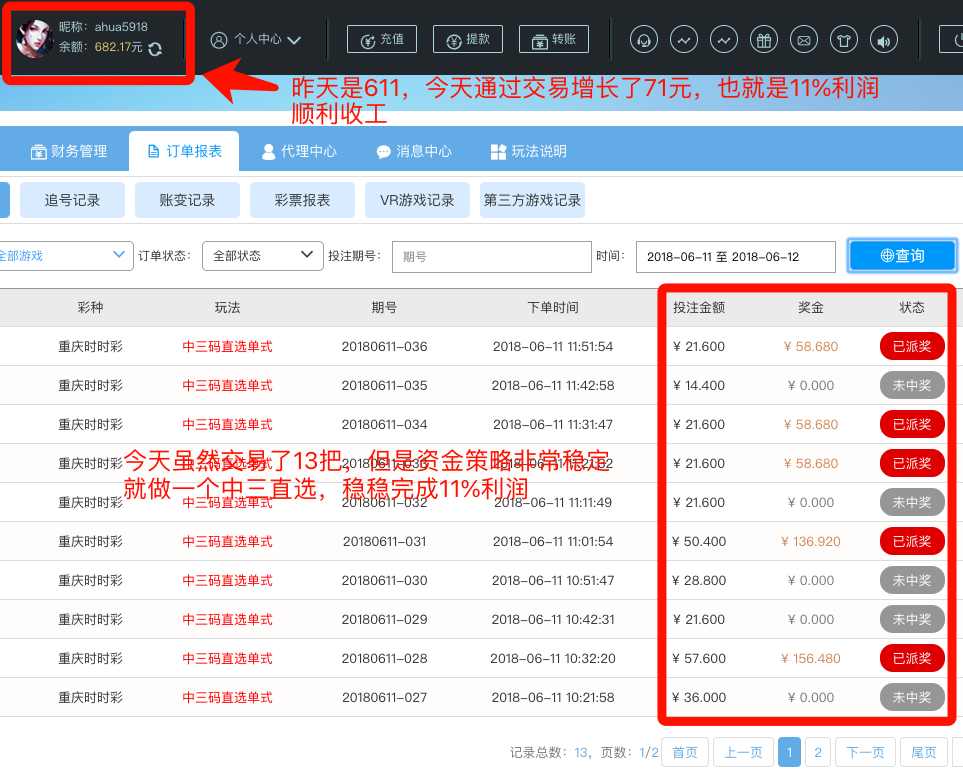 昵称：ahua5918
余额：682.17元
个人中心
充值
提款
转账
昨天是611，今天通过交易增长了71元，也就是11%利润
顺利收工
财务管理
订单报表
代理中心
消息中心
玩法说明
追号记录
账变记录
彩票报表
VR游戏记录
第三方游戏记录
全部游戏
订单状态：
全部状态
投注期号：
期号
时间：
2018-06-11 至 2018-06-12
查询
彩种 玩法 期号 下单时间 投注金额 奖金 状态
重庆时时彩 中三码直选单式 20180611-036 2018-06-11 11:51:54 ¥ 21.600 ¥ 58.680 已派奖
重庆时时彩 中三码直选单式 20180611-035 2018-06-11 11:42:58 ¥ 14.400 ¥ 0.000 未中奖
重庆时时彩 中三码直选单式 20180611-034 2018-06-11 11:31:47 ¥ 21.600 ¥ 58.680 已派奖
重庆时时彩 ¥ 21.600 ¥ 58.680 已派奖
今天虽然交易了13把，但是资金策略非常稳定
就做一个中三直选，稳稳完成11%利润
重庆时时彩 中三码直选单式 20180611-032 2018-06-11 11:11:49 ¥ 21.600 ¥ 0.000 未中奖
重庆时时彩 中三码直选单式 20180611-031 2018-06-11 11:01:54 ¥ 50.400 ¥ 136.920 已派奖
重庆时时彩 中三码直选单式 20180611-030 2018-06-11 10:51:47 ¥ 28.800 ¥ 0.000 未中奖
重庆时时彩 中三码直选单式 20180611-029 2018-06-11 10:42:31 ¥ 21.600 ¥ 0.000 未中奖
重庆时时彩 中三码直选单式 20180611-028 2018-06-11 10:32:20 ¥ 57.600 ¥ 156.480 已派奖
重庆时时彩 中三码直选单式 20180611-027 2018-06-11 10:21:58 ¥ 36.000 ¥ 0.000 未中奖
记录总数：13，页数：1/2 首页 上一页 1 2 下一页 尾页